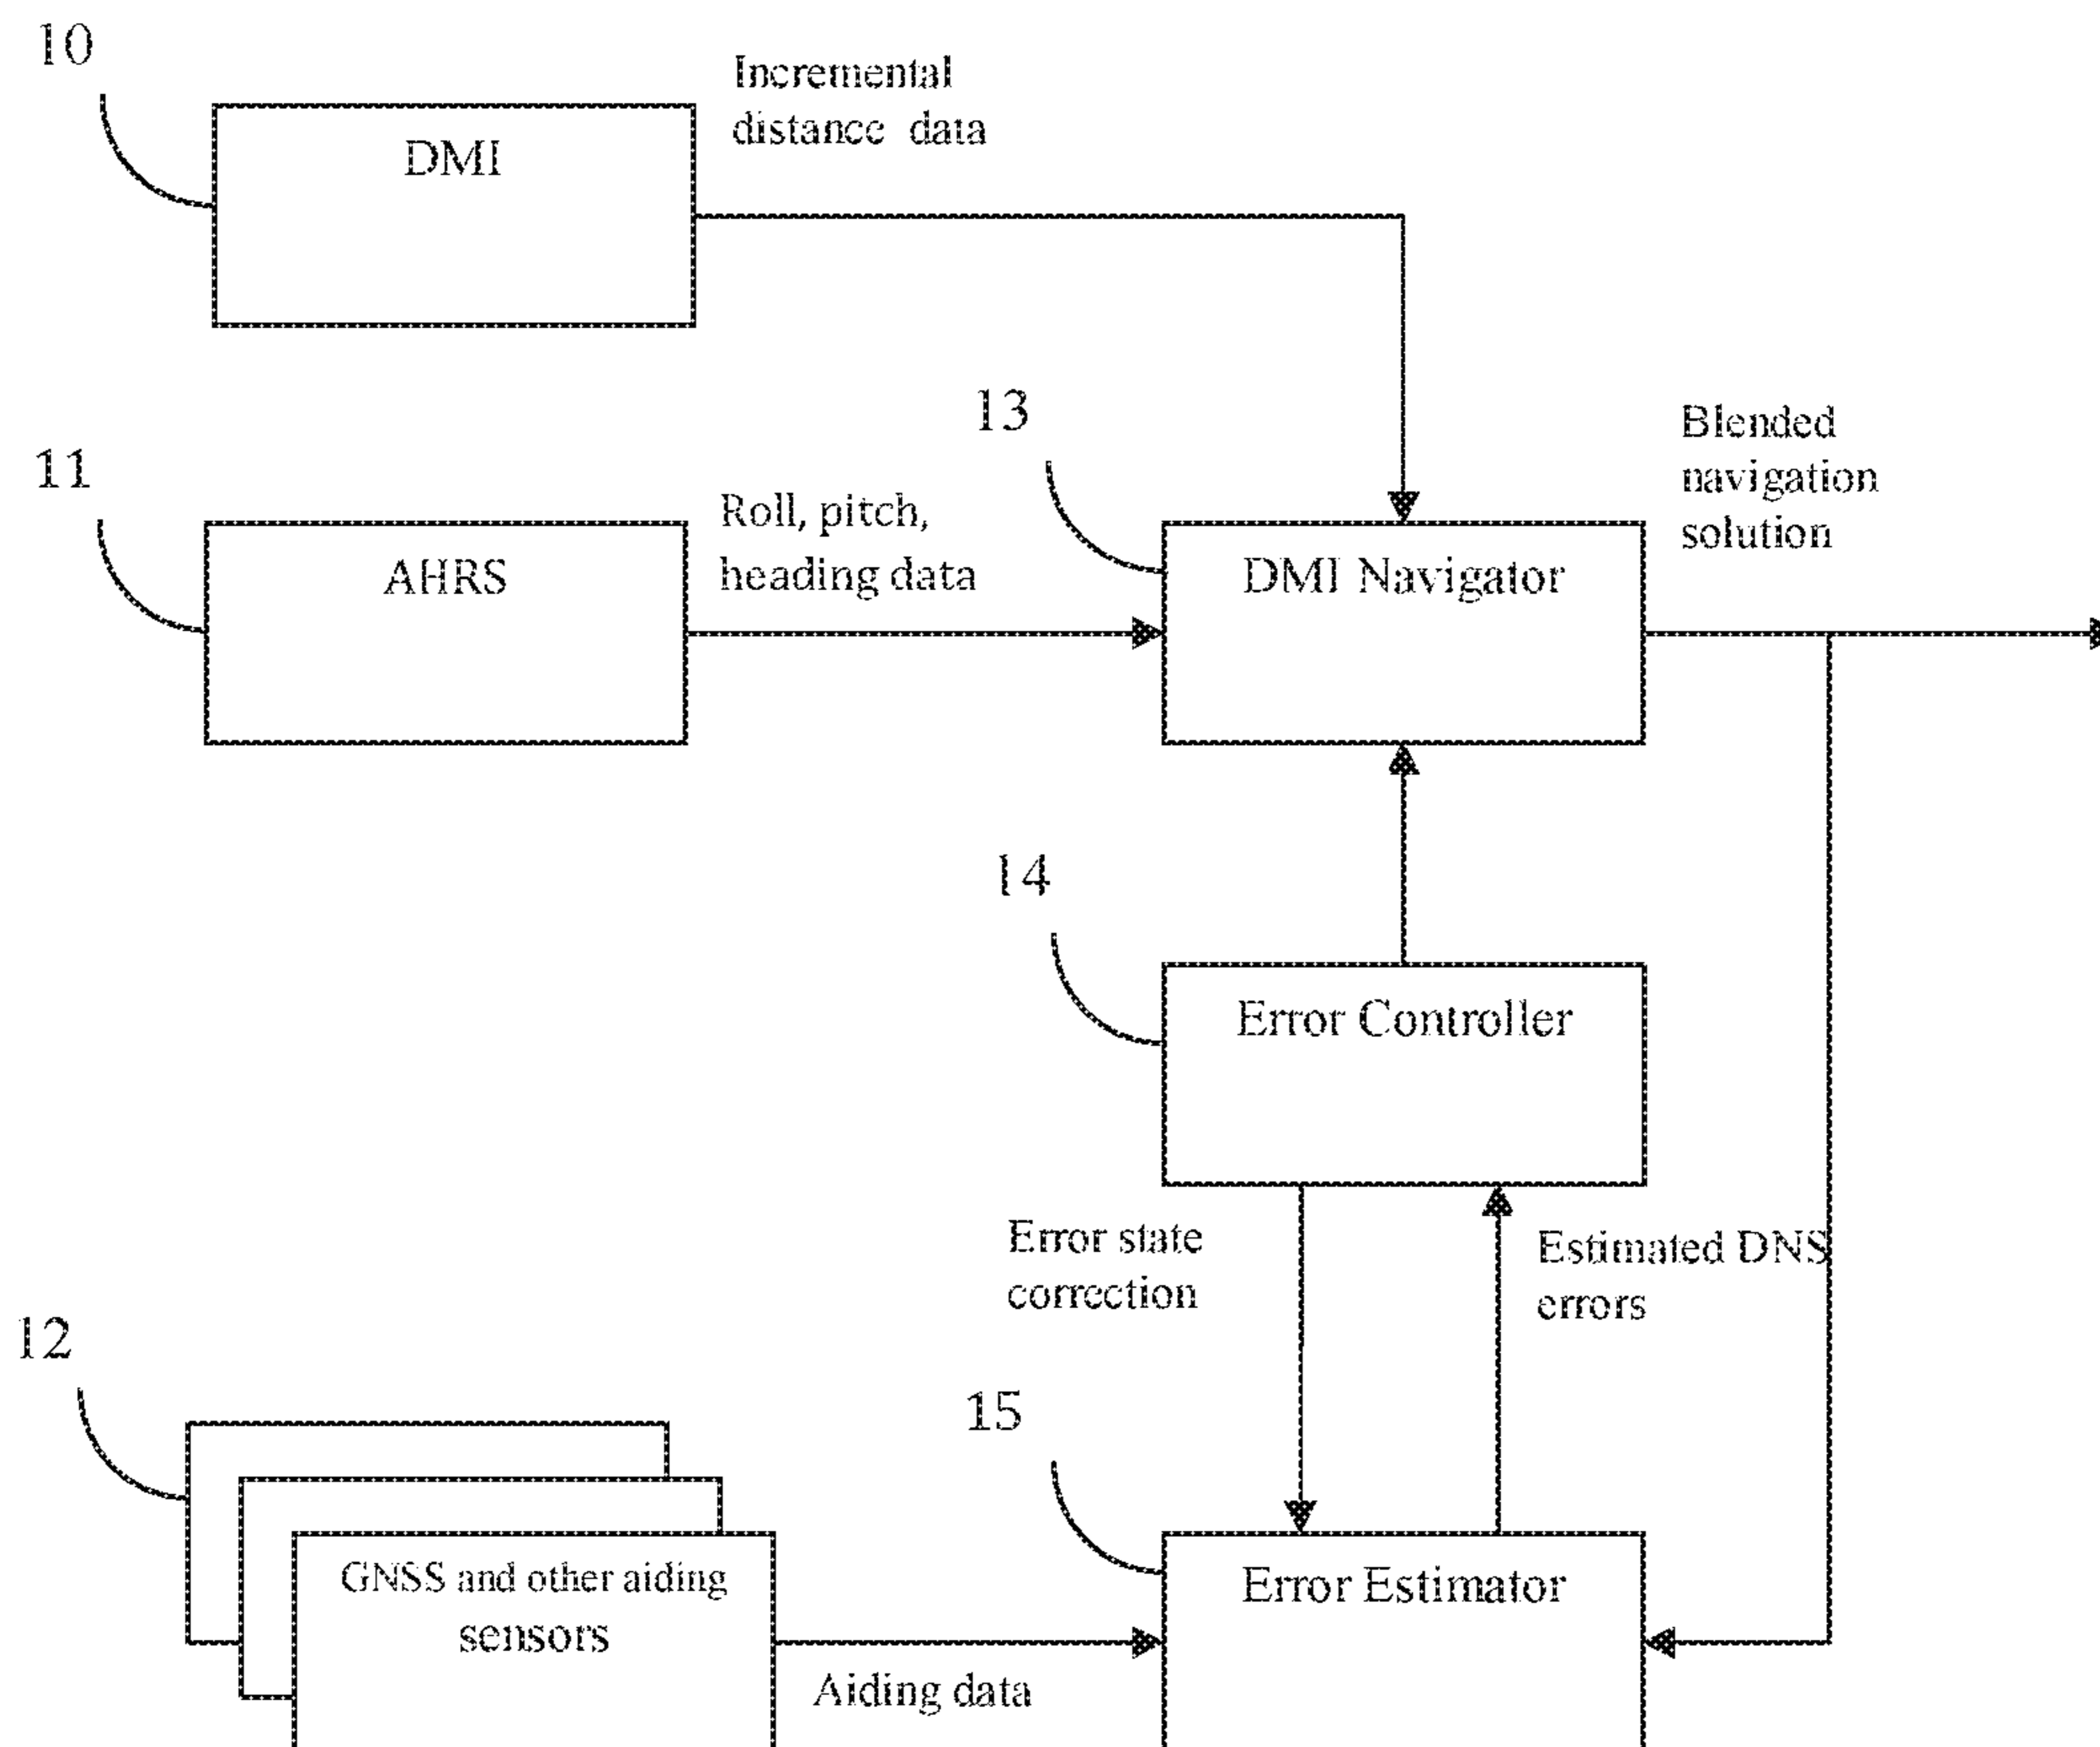 10
Incremental
distance data
DMI
13
Blended
navigation
solution
11
Roll, pitch,
heading data
AHRS
DMI Navigator
14
Error Controller
Error state
correction
Estimated DNS
errors
12
15
GNSS and other aiding
sensors
Error Estimator
Aiding data